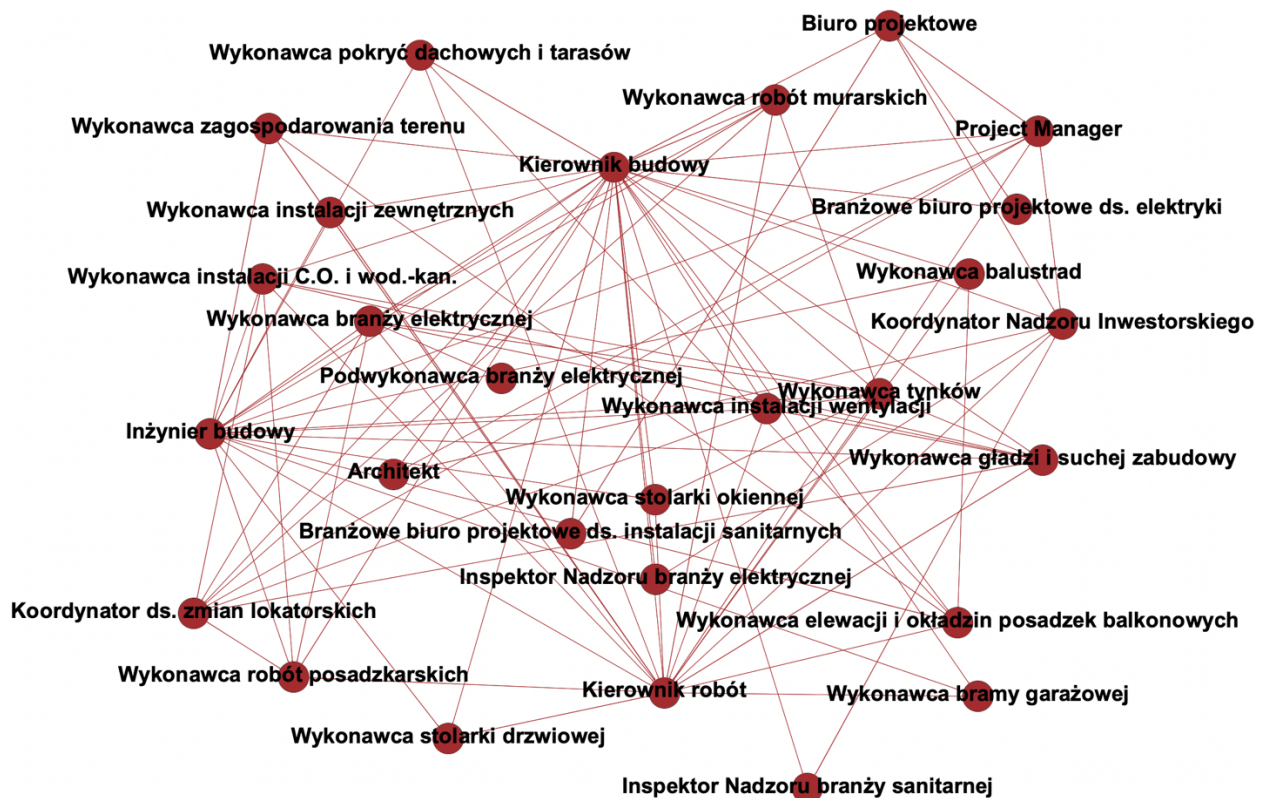 Biuro projektowe
Wykonawca pokryć dachowych i tarasów
Wykonawca robót murarskich
Wykonawca zagospodarowania terenu
Project Manager
Kierownik budowy
Branżowe biuro projektowe ds. elektryki
Wykonawca instalacji zewnętrznych
Wykonawca balustrad
Wykonawca instalacji C.O. i wod.-kan.
Wykonawca branży elektrycznej
Koordynator Nadzoru Inwestorskiego
Podwykonawca branży elektrycznej
Wykonawca tynków
Wykonawca instalacji wentylacji
Inżynier budowy
Wykonawca gładzi i suchej zabudowy
Architekt
Wykonawca stolarki okiennej
Branżowe biuro projektowe ds. instalacji sanitarnych
Inspektor Nadzoru branży elektrycznej
Koordynator ds. zmian lokatorskich
Wykonawca elewacji i okładzin posadzek balkonowych
Wykonawca robót posadzkarskich
Kierownik robót
Wykonawca bramy garażowej
Wykonawca stolarki drzwiowej
Inspektor Nadzoru branży sanitarnej